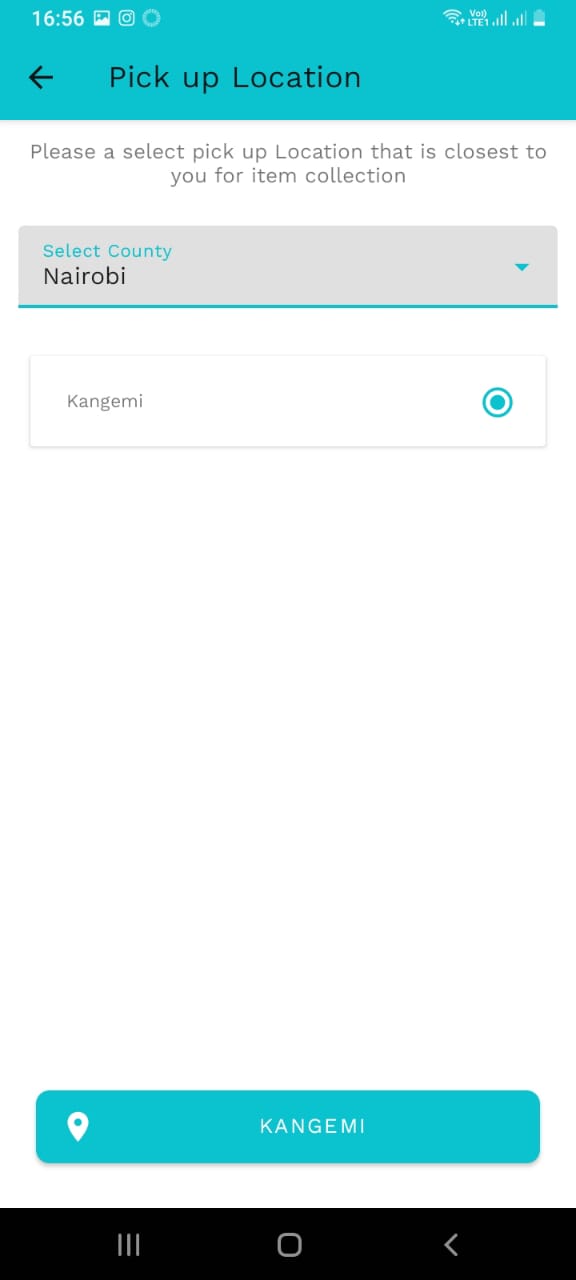 16:56
Vo)) LTE1
Pick up Location
Please a select pick up Location that is closest to
you for item collection
Select County
Nairobi
Kangemi
KANGEMI